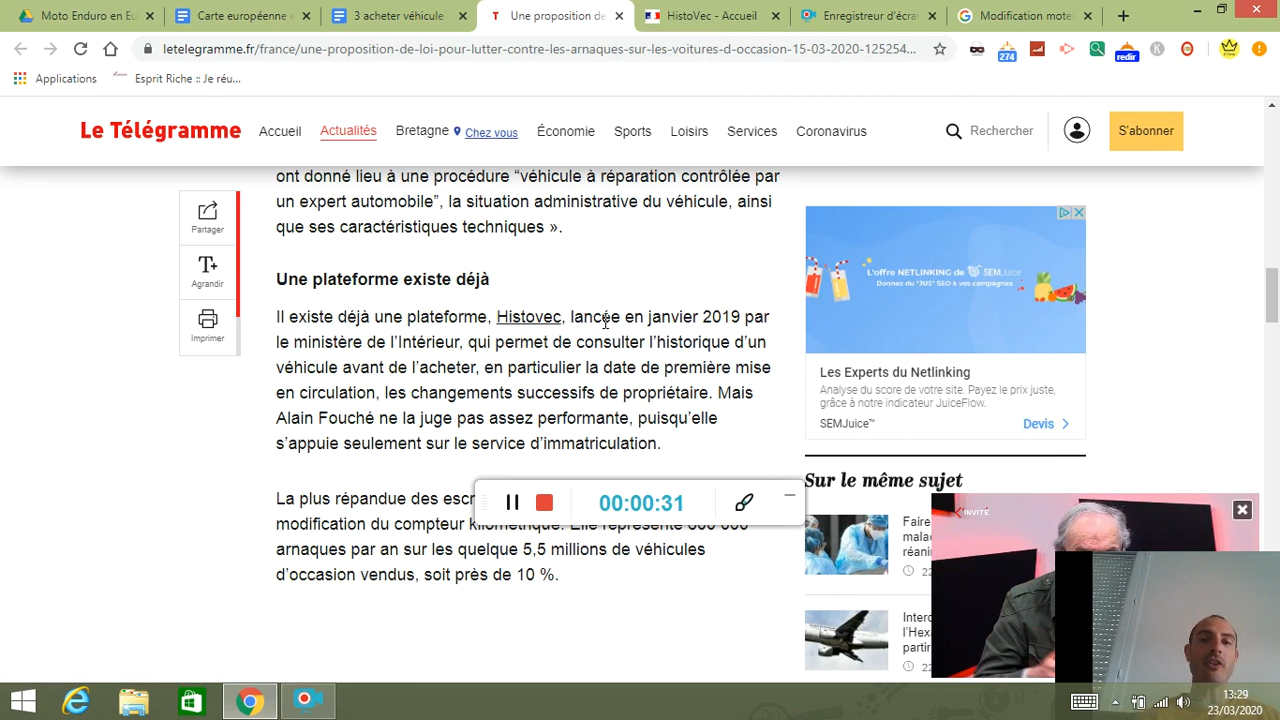 Moto Enduro en Eu
Carte européenne
3 acheter véhicule -
Une proposition de
HistoVec - Accueil
Enregistreur d'écra
Modification mote
letelegramme.fr/france/une-proposition-de-loi-pour-lutter-contre-les-arnaques-sur-les-voitures-d-occasion-15-03-2020-125254...
274
redir
Applications
Esprit Riche :: Je réu...
Le Télégramme
Accueil
Actualités
Bretagne
Chez vous
Économie
Sports
Loisirs
Services
Coronavirus
Rechercher
S'abonner
Partager
Agrandir
Imprimer
ont donné lieu à une procédure “véhicule à réparation contrôlée par
un expert automobile”, la situation administrative du véhicule, ainsi
que ses caractéristiques techniques ».
Une plateforme existe déjà
Il existe déjà une plateforme, Histovec, lancée en janvier 2019 par
le ministère de l’Intérieur, qui permet de consulter l’historique d’un
véhicule avant de l’acheter, en particulier la date de première mise
en circulation, les changements successifs de propriétaire. Mais
Alain Fouché ne la juge pas assez performante, puisqu’elle
s’appuie seulement sur le service d’immatriculation.
La plus répandue des escr
modification du compteur kilométrique. Elle représente
arnaques par an sur les quelque 5,5 millions de véhicules
d’occasion vendus, soit près de 10 %.
00:00:31
L'offre NETLINKING de SEMJuice
Donnez du "JUS" SEO à vos campagnes
Les Experts du Netlinking
Analyse du score de votre site. Payez le prix juste,
grâce à notre indicateur JuiceFlow.
SEMJuice™
Devis
Sur le même sujet
Faire
mala
réani
22
Interd
l’Hex
partir
22
INVITÉ
13:29
23/03/2020